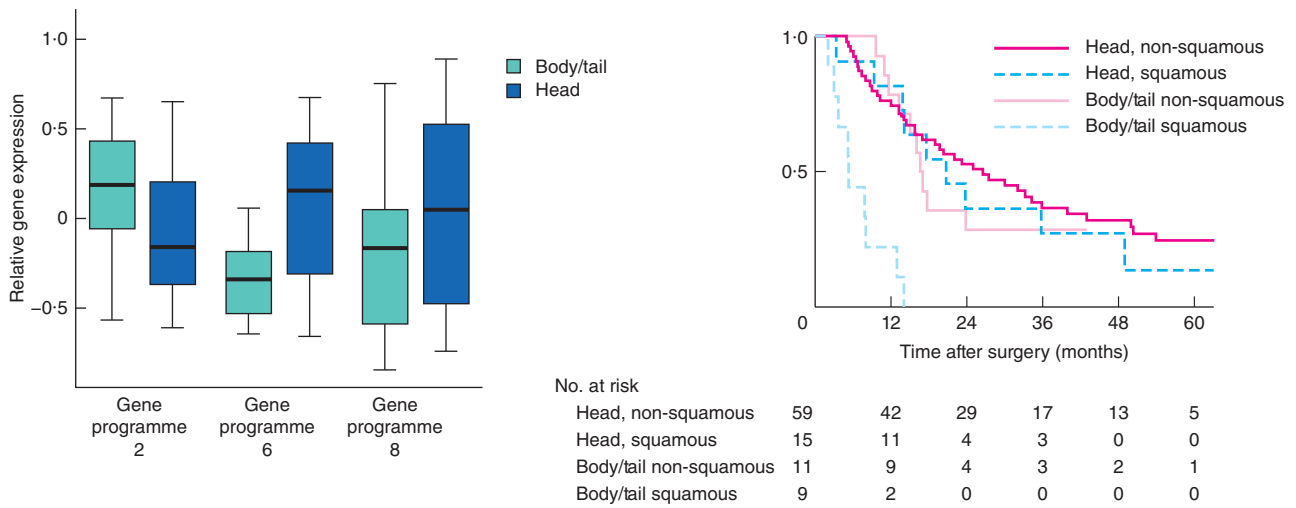 1·0
0·5
0
−0·5
Relative gene expression
Gene programme 2
Gene programme 6
Gene programme 8
Body/tail
Head
1·0
0·5
0 12 24 36 48 60
Time after surgery (months)
Head, non-squamous
Head, squamous
Body/tail non-squamous
Body/tail squamous
No. at risk
Head, non-squamous 59 42 29 17 13 5
Head, squamous 15 11 4 3 0 0
Body/tail non-squamous 11 9 4 3 2 1
Body/tail squamous 9 2 0 0 0 0